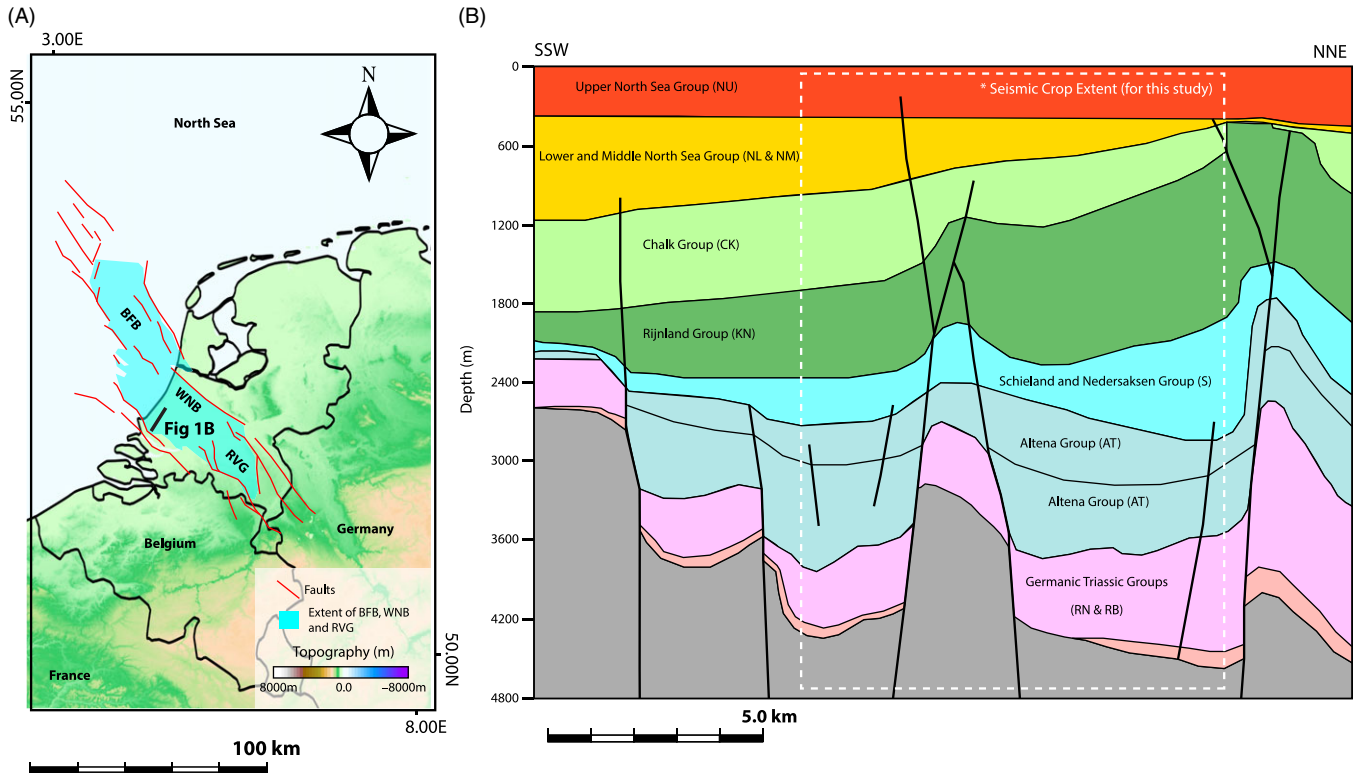 (A)
3.00E
55.00N
N
North Sea
BFB
WNB
Fig 1B
RVG
Germany
Belgium
France
Faults
Extent of BFB, WNB
and RVG
Topography (m)
8000m
0.0
−8000m
50.00N
8.00E
100 km
(B)
SSW
NNE
0
600
1200
1800
2400
3000
3600
4200
4800
Depth (m)
Upper North Sea Group (NU)
* Seismic Crop Extent (for this study)
Lower and Middle North Sea Group (NL & NM)
Chalk Group (CK)
Rijnland Group (KN)
Schieland and Nedersaksen Group (S)
Altena Group (AT)
Altena Group (AT)
Germanic Triassic Groups
(RN & RB)
5.0 km